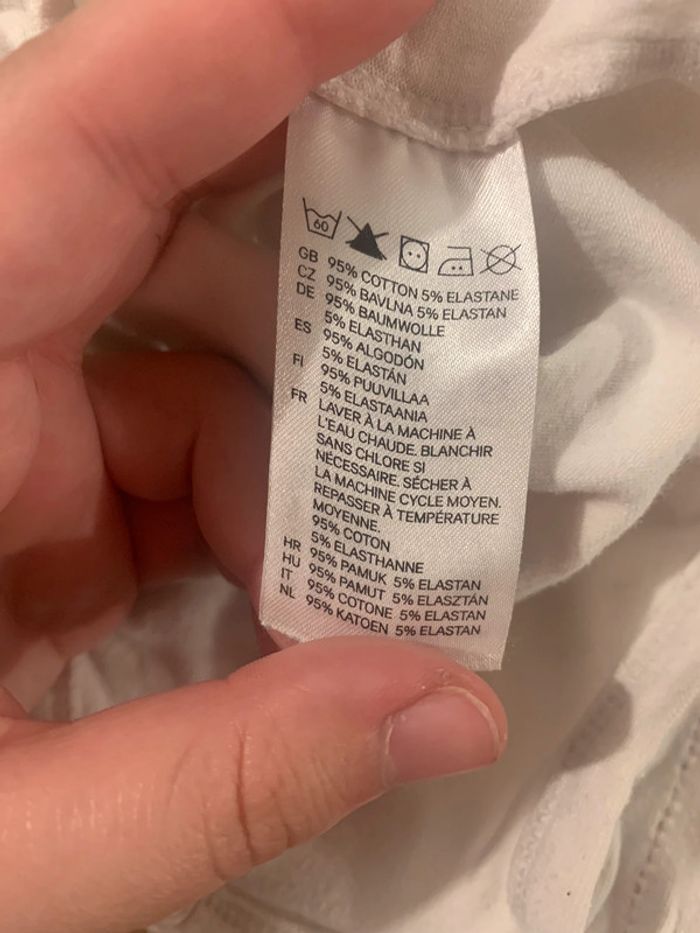 60
GB 95% COTTON 5% ELASTANE
CZ 95% BAVLNA 5% ELASTAN
DE 95% BAUMWOLLE
5% ELASTHAN
ES 95% ALGODÓN
5% ELASTÁN
FI 95% PUUVILLAA
5% ELASTAANIA
FR LAVER À LA MACHINE À
L'EAU CHAUDE. BLANCHIR
SANS CHLORE SI
NÉCESSAIRE. SÉCHER À
LA MACHINE CYCLE MOYEN.
REPASSER À TEMPÉRATURE
MOYENNE.
95% COTON
5% ELASTHANNE
HR 95% PAMUK 5% ELASTAN
HU 95% PAMUT 5% ELASZTÁN
IT 95% COTONE 5% ELASTAN
NL 95% KATOEN 5% ELASTAN